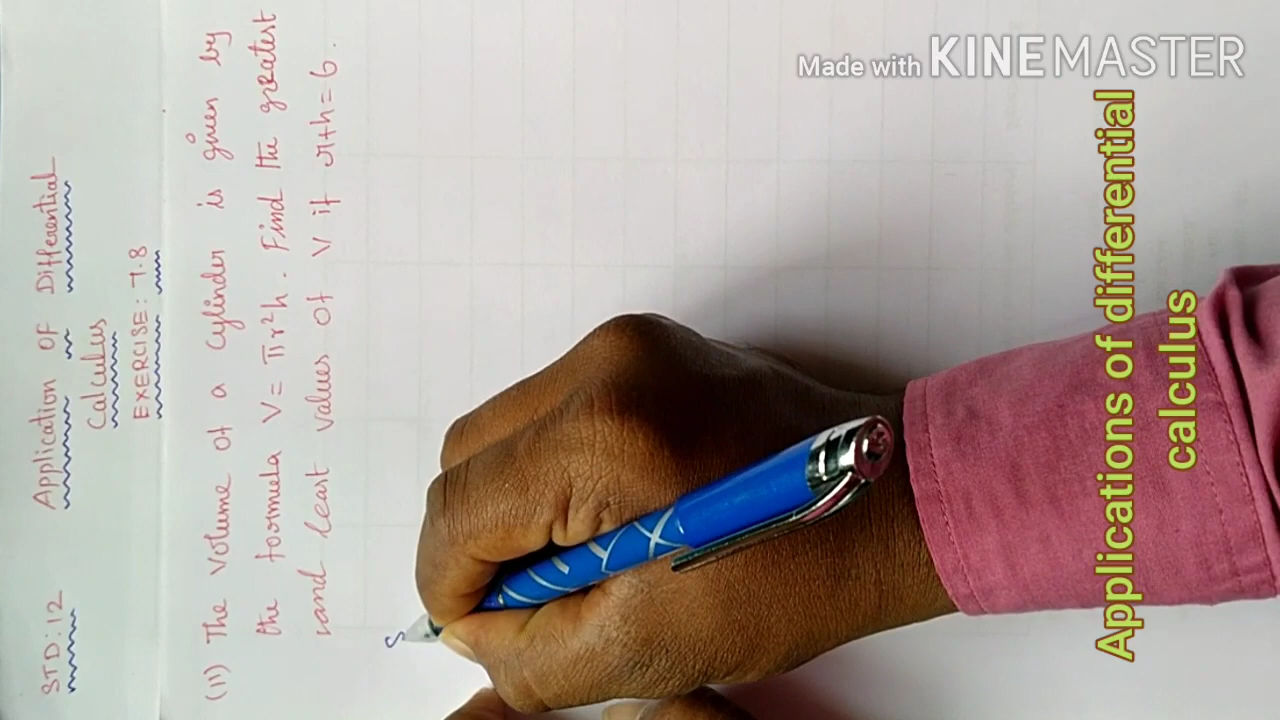 STD:12 Application of Differential
Calculus
EXERCISE: 7.8
(11) The volume of a cylinder is given by
the formula V = πr²h. Find the greatest
and least values of V if r+h=6.
S
Made with KINEMASTER
Applications of differential
calculus